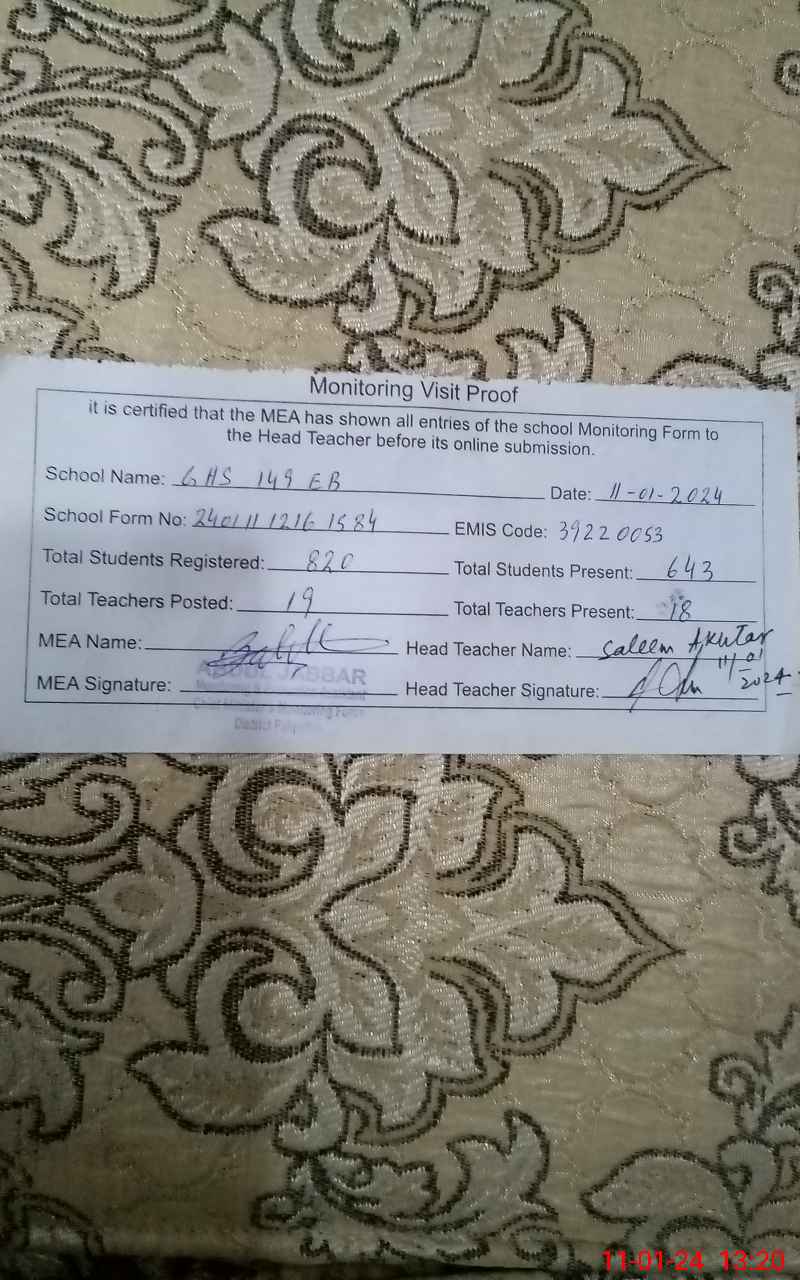 Monitoring Visit Proof
it is certified that the MEA has shown all entries of the school Monitoring Form to
the Head Teacher before its online submission.
School Name: GHS 149 EB Date: 11-01-2024
School Form No: 2401111216 1584 EMIS Code: 39220053
Total Students Registered: 820 Total Students Present: 643
Total Teachers Posted: 19 Total Teachers Present: 18
MEA Name: Head Teacher Name: Saleem Akhtar
11/01
2024
ABDUL JABBAR
MEA Signature: Head Teacher Signature:
District
11-01-24 13:20